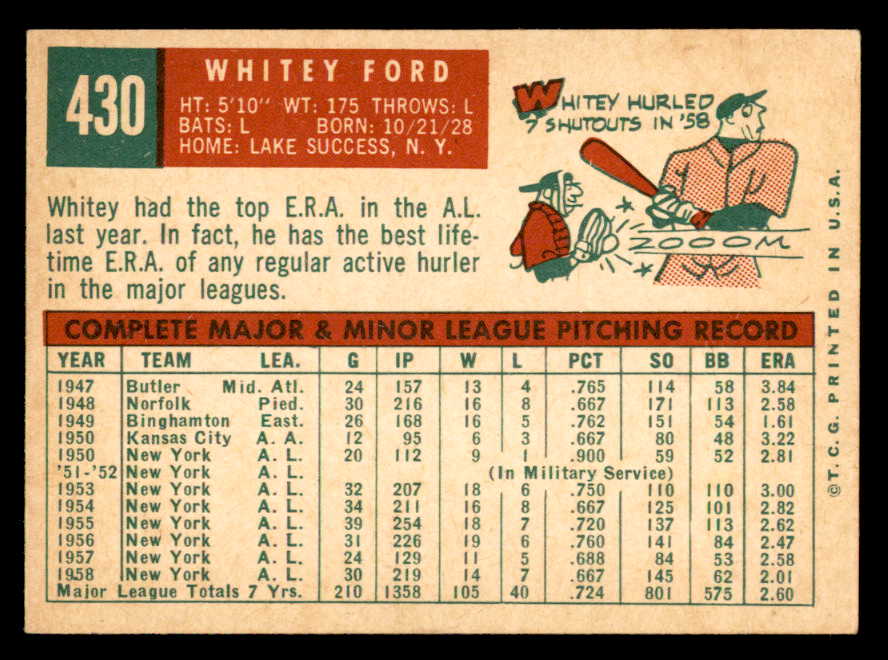 430
WHITEY FORD
HT: 5'10" WT: 175 THROWS: L
BATS: L BORN: 10/21/28
HOME: LAKE SUCCESS, N. Y.
WHITEY HURLED
7 SHUTOUTS IN '58
ZOOOM
Whitey had the top E.R.A. in the A.L.
last year. In fact, he has the best life-
time E.R.A. of any regular active hurler
in the major leagues.
COMPLETE MAJOR & MINOR LEAGUE PITCHING RECORD
YEAR TEAM LEA. G IP W L PCT SO BB ERA
1947 Butler Mid. Atl. 24 157 13 4 .765 114 58 3.84
1948 Norfolk Pied. 30 216 16 8 .667 171 113 2.58
1949 Binghamton East. 26 168 16 5 .762 151 54 1.61
1950 Kansas City A. A. 12 95 6 3 .667 80 48 3.22
1950 New York A. L. 20 112 9 1 .900 59 52 2.81
'51-'52 New York A. L. (In Military Service)
1953 New York A. L. 32 207 18 6 .750 110 110 3.00
1954 New York A. L. 34 211 16 8 .667 125 101 2.82
1955 New York A. L. 39 254 18 7 .720 137 113 2.62
1956 New York A. L. 31 226 19 6 .760 141 84 2.47
1957 New York A. L. 24 129 11 5 .688 84 53 2.58
1958 New York A. L. 30 219 14 7 .667 145 62 2.01
Major League Totals 7 Yrs. 210 1358 105 40 .724 801 575 2.60
©T. C. G. PRINTED IN U.S.A.